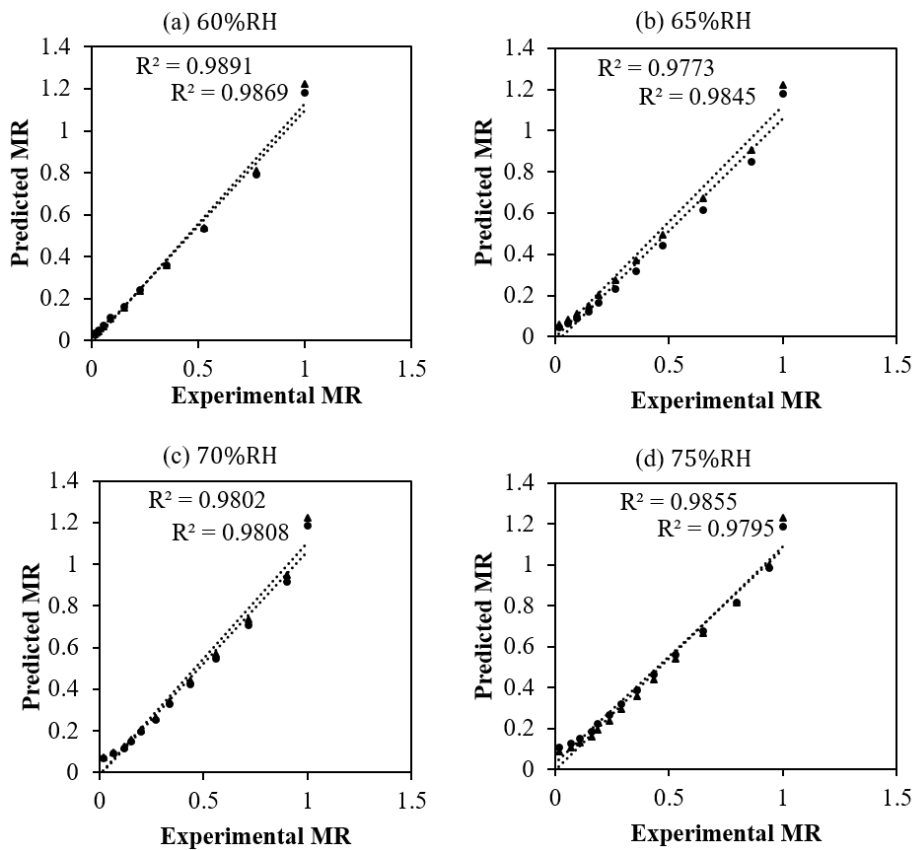 (a) 60%RH
R² = 0.9891
R² = 0.9869
Predicted MR
1.4
1.2
1
0.8
0.6
0.4
0.2
0
0 0.5 1 1.5
Experimental MR
(b) 65%RH
R² = 0.9773
R² = 0.9845
Predicted MR
1.4
1.2
1
0.8
0.6
0.4
0.2
0
0 0.5 1 1.5
Experimental MR
(c) 70%RH
R² = 0.9802
R² = 0.9808
Predicted MR
1.4
1.2
1
0.8
0.6
0.4
0.2
0
0 0.5 1 1.5
Experimental MR
(d) 75%RH
R² = 0.9855
R² = 0.9795
Predicted MR
1.4
1.2
1
0.8
0.6
0.4
0.2
0
0 0.5 1 1.5
Experimental MR